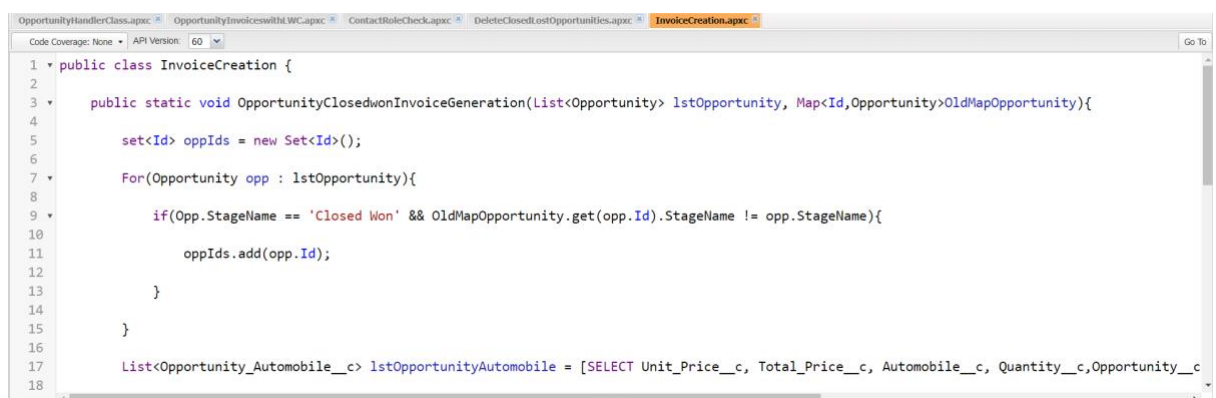 OpportunityHandlerClass.apxc OpportunityInvoiceswithLWC.apxc ContactRoleCheck.apxc DeleteClosedLostOpportunities.apxc InvoiceCreation.apxc
Code Coverage: None API Version: 60 Go To
1 public class InvoiceCreation {
2
3 public static void OpportunityClosedwonInvoiceGeneration(List<Opportunity> lstOpportunity, Map<Id,Opportunity>OldMapOpportunity){
4
5 set<Id> oppIds = new Set<Id>();
6
7 For(Opportunity opp : lstOpportunity){
8
9 if(Opp.StageName == 'Closed Won' && OldMapOpportunity.get(opp.Id).StageName != opp.StageName){
10
11 oppIds.add(opp.Id);
12
13 }
14
15 }
16
17 List<Opportunity_Automobile__c> lstOpportunityAutomobile = [SELECT Unit_Price__c, Total_Price__c, Automobile__c, Quantity__c,Opportunity__c
18